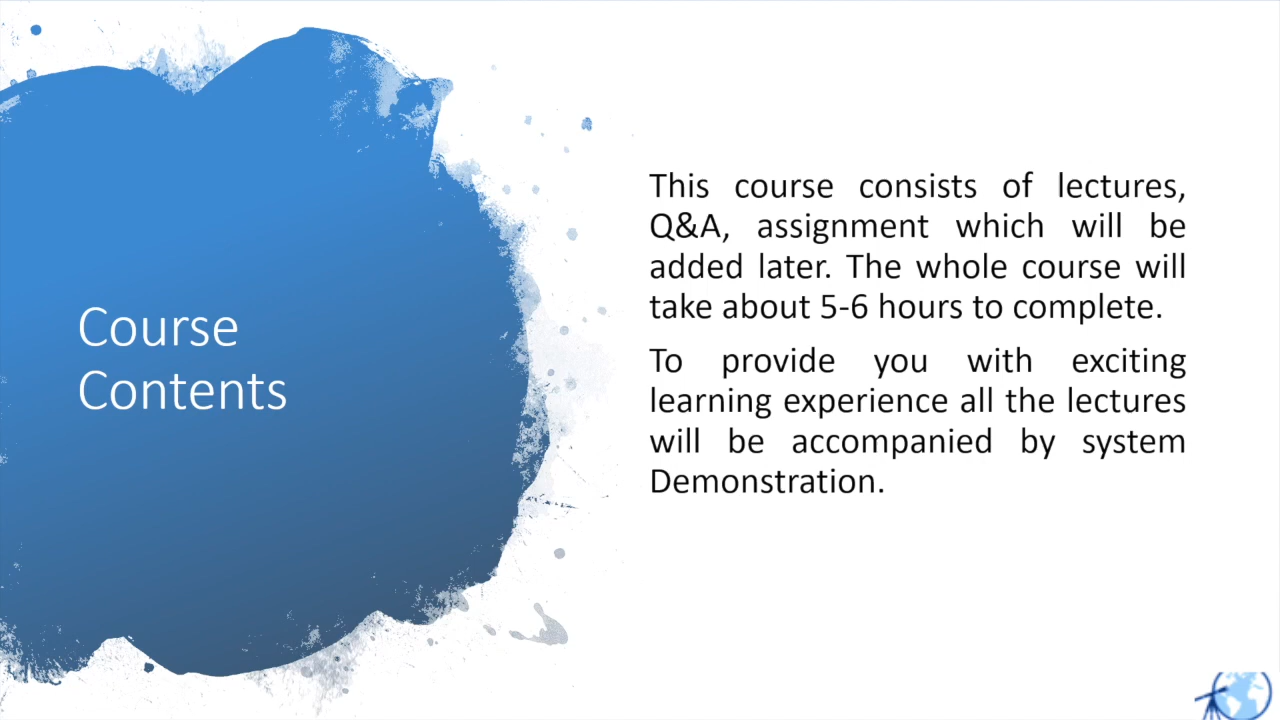 Course
Contents
This course consists of lectures,
Q&A, assignment which will be
added later. The whole course will
take about 5-6 hours to complete.
To provide you with exciting
learning experience all the lectures
will be accompanied by system
Demonstration.